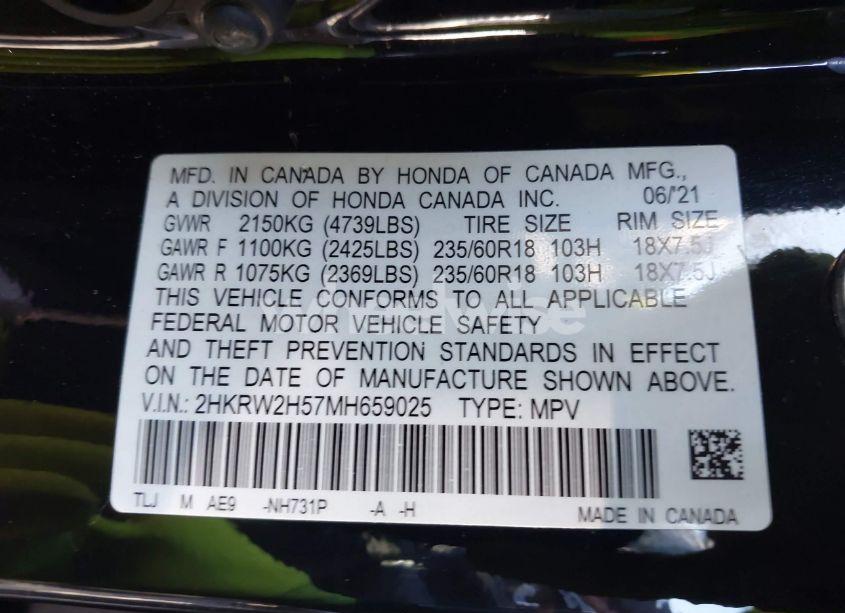 MFD. IN CANADA BY HONDA OF CANADA MFG.,
A DIVISION OF HONDA CANADA INC. 06/'21
GVWR 2150KG (4739LBS) TIRE SIZE RIM SIZE
GAWR F 1100KG (2425LBS) 235/60R18 103H 18X7.5J
GAWR R 1075KG (2369LBS) 235/60R18 103H 18X7.5J
THIS VEHICLE CONFORMS TO ALL APPLICABLE
FEDERAL MOTOR VEHICLE SAFETY
AND THEFT PREVENTION STANDARDS IN EFFECT
ON THE DATE OF MANUFACTURE SHOWN ABOVE.
V.I.N.: 2HKRW2H57MH659025 TYPE: MPV
TLJ M AE9 -NH731P -A -H
MADE IN CANADA